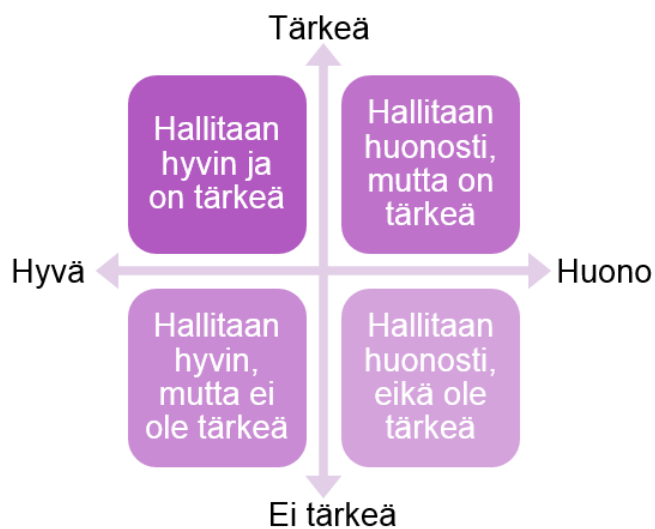 Tärkeä
Hallitaan
hyvin ja
on tärkeä
Hallitaan
huonosti,
mutta on
tärkeä
Hyvä
Huono
Hallitaan
hyvin,
mutta ei
ole tärkeä
Hallitaan
huonosti,
eikä ole
tärkeä
Ei tärkeä